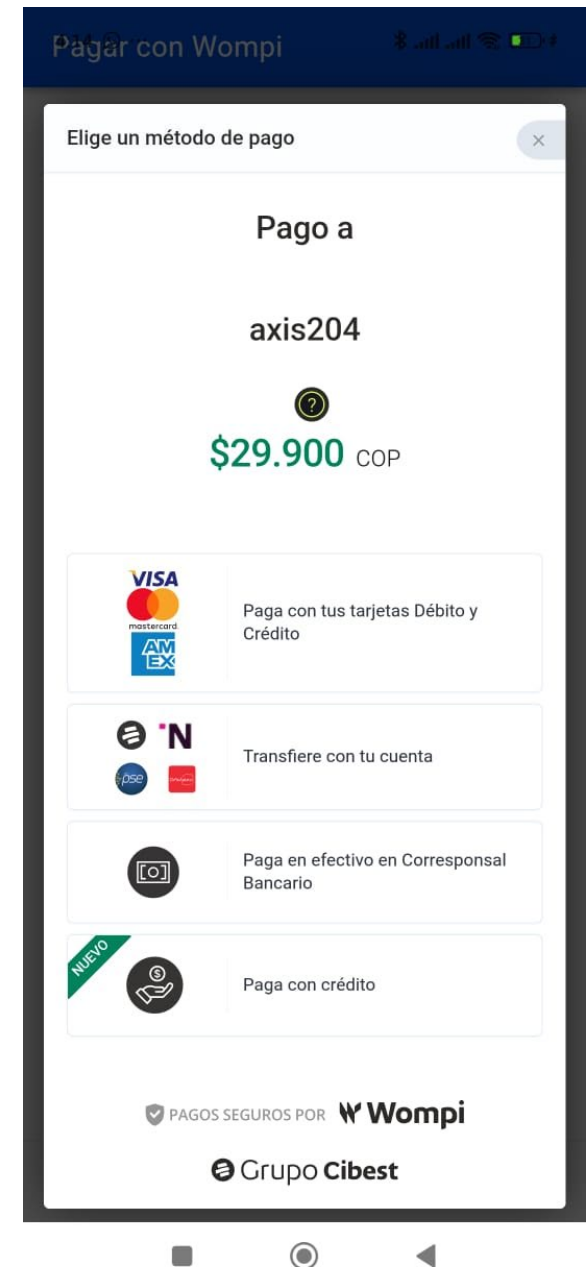 Pagar con Wompi
Elige un método de pago
Pago a
axis204
?
$29.900 COP
VISA
mastercard.
AM
EX
Paga con tus tarjetas Débito y
Crédito
N
pse
Transfiere con tu cuenta
Paga en efectivo en Corresponsal
Bancario
NUEVO
$
Paga con crédito
PAGOS SEGUROS POR Wompi
Grupo Cibest